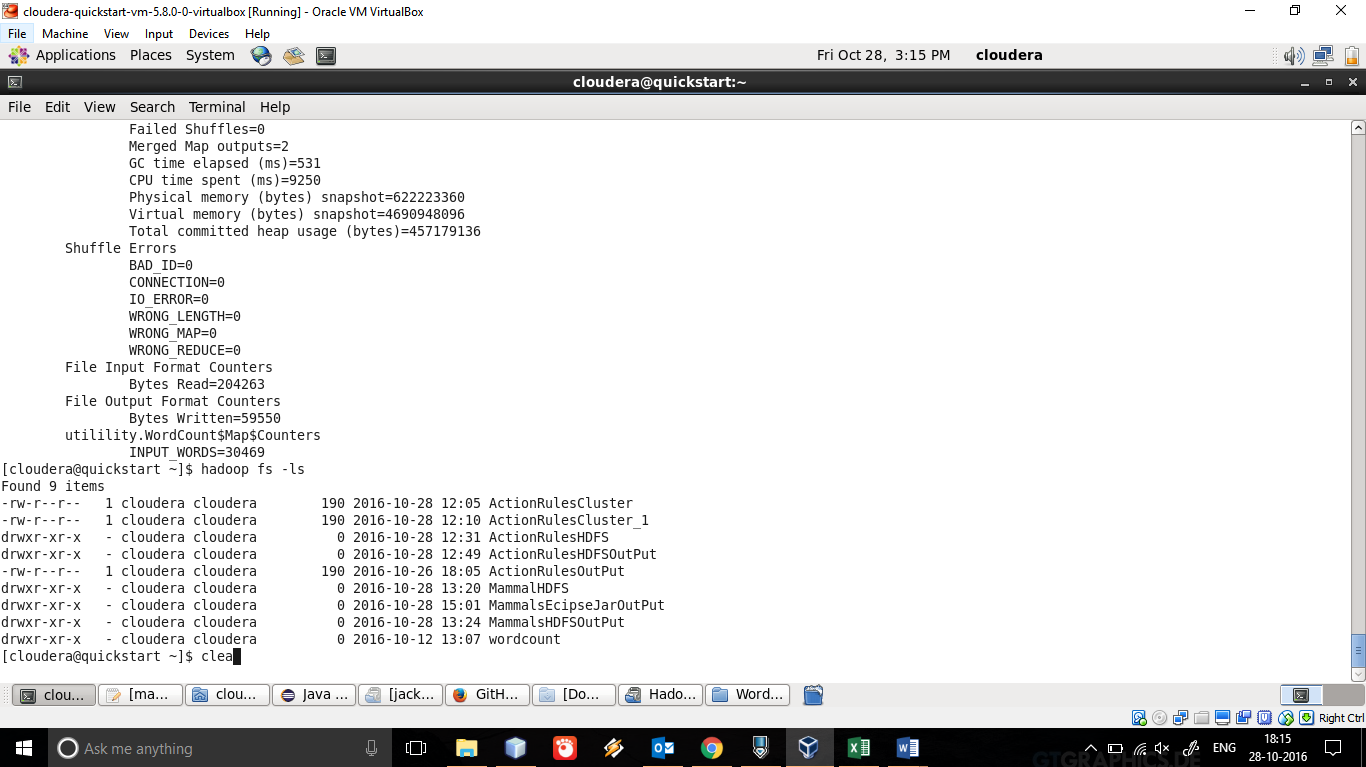 cloudera-quickstart-vm-5.8.0-0-virtualbox [Running] - Oracle VM VirtualBox
File Machine View Input Devices Help
Applications Places System Fri Oct 28, 3:15 PM cloudera
cloudera@quickstart:~
File Edit View Search Terminal Help
Failed Shuffles=0
Merged Map outputs=2
GC time elapsed (ms)=531
CPU time spent (ms)=9250
Physical memory (bytes) snapshot=622223360
Virtual memory (bytes) snapshot=4690948096
Total committed heap usage (bytes)=457179136
Shuffle Errors
BAD_ID=0
CONNECTION=0
IO_ERROR=0
WRONG_LENGTH=0
WRONG_MAP=0
WRONG_REDUCE=0
File Input Format Counters
Bytes Read=204263
File Output Format Counters
Bytes Written=59550
utilility.WordCount$Map$Counters
INPUT_WORDS=30469
[cloudera@quickstart ~]$ hadoop fs -ls
Found 9 items
-rw-r--r-- 1 cloudera cloudera 190 2016-10-28 12:05 ActionRulesCluster
-rw-r--r-- 1 cloudera cloudera 190 2016-10-28 12:10 ActionRulesCluster_1
drwxr-xr-x - cloudera cloudera 0 2016-10-28 12:31 ActionRulesHDFS
drwxr-xr-x - cloudera cloudera 0 2016-10-28 12:49 ActionRulesHDFSOutPut
-rw-r--r-- 1 cloudera cloudera 190 2016-10-26 18:05 ActionRulesOutPut
drwxr-xr-x - cloudera cloudera 0 2016-10-28 13:20 MammalHDFS
drwxr-xr-x - cloudera cloudera 0 2016-10-28 15:01 MammalsEcipseJarOutPut
drwxr-xr-x - cloudera cloudera 0 2016-10-28 13:24 MammalsHDFSOutPut
drwxr-xr-x - cloudera cloudera 0 2016-10-12 13:07 wordcount
[cloudera@quickstart ~]$ clea
clou... [ma... clou... Java ... [jack... GitH... [Do... Hado... Word...
Right Ctrl
Ask me anything ENG 18:15
28-10-2016
GTGRAPHICS.DE